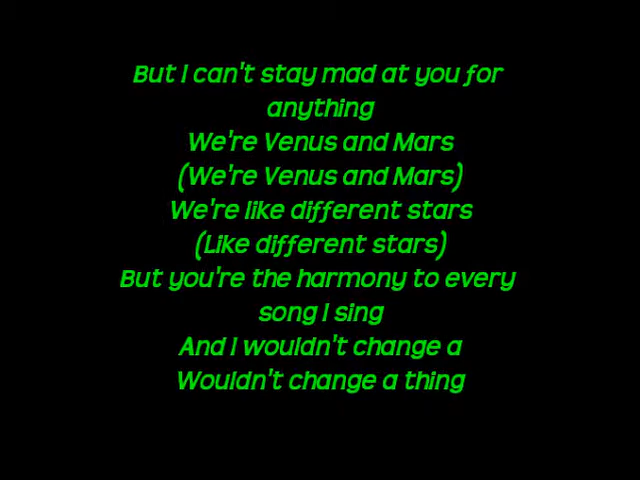 But I can't stay mad at you for
anything
We're Venus and Mars
(We're Venus and Mars)
We're like different stars
(Like different stars)
But you're the harmony to every
song I sing
And I wouldn't change a
Wouldn't change a thing